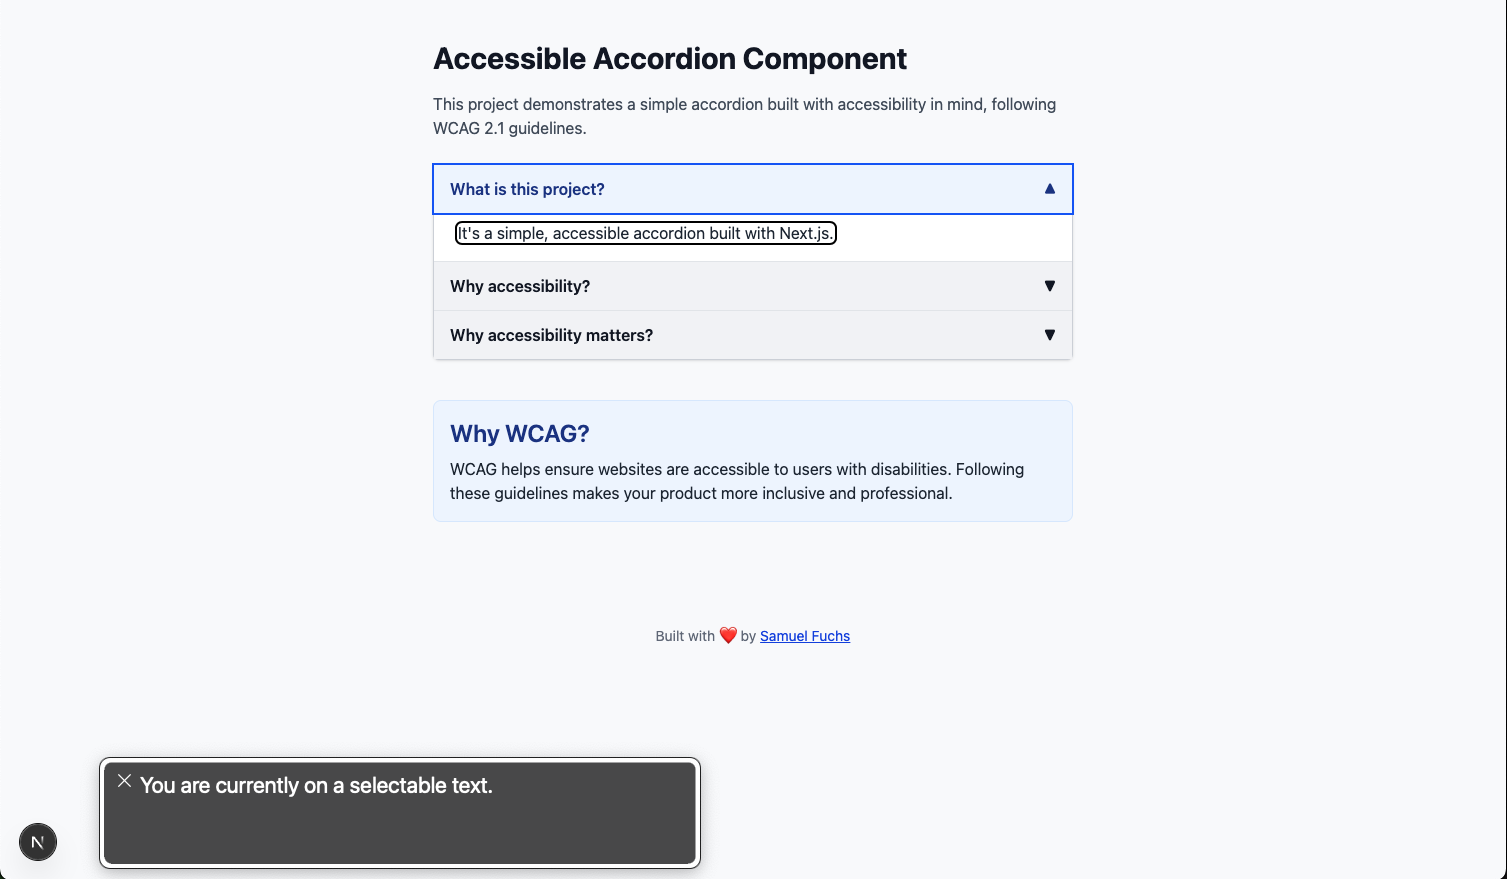 Accessible Accordion Component
This project demonstrates a simple accordion built with accessibility in mind, following
WCAG 2.1 guidelines.
What is this project? ▲
It's a simple, accessible accordion built with Next.js.
Why accessibility? ▼
Why accessibility matters? ▼
Why WCAG?
WCAG helps ensure websites are accessible to users with disabilities. Following
these guidelines makes your product more inclusive and professional.
Built with ❤️ by Samuel Fuchs
You are currently on a selectable text.
N